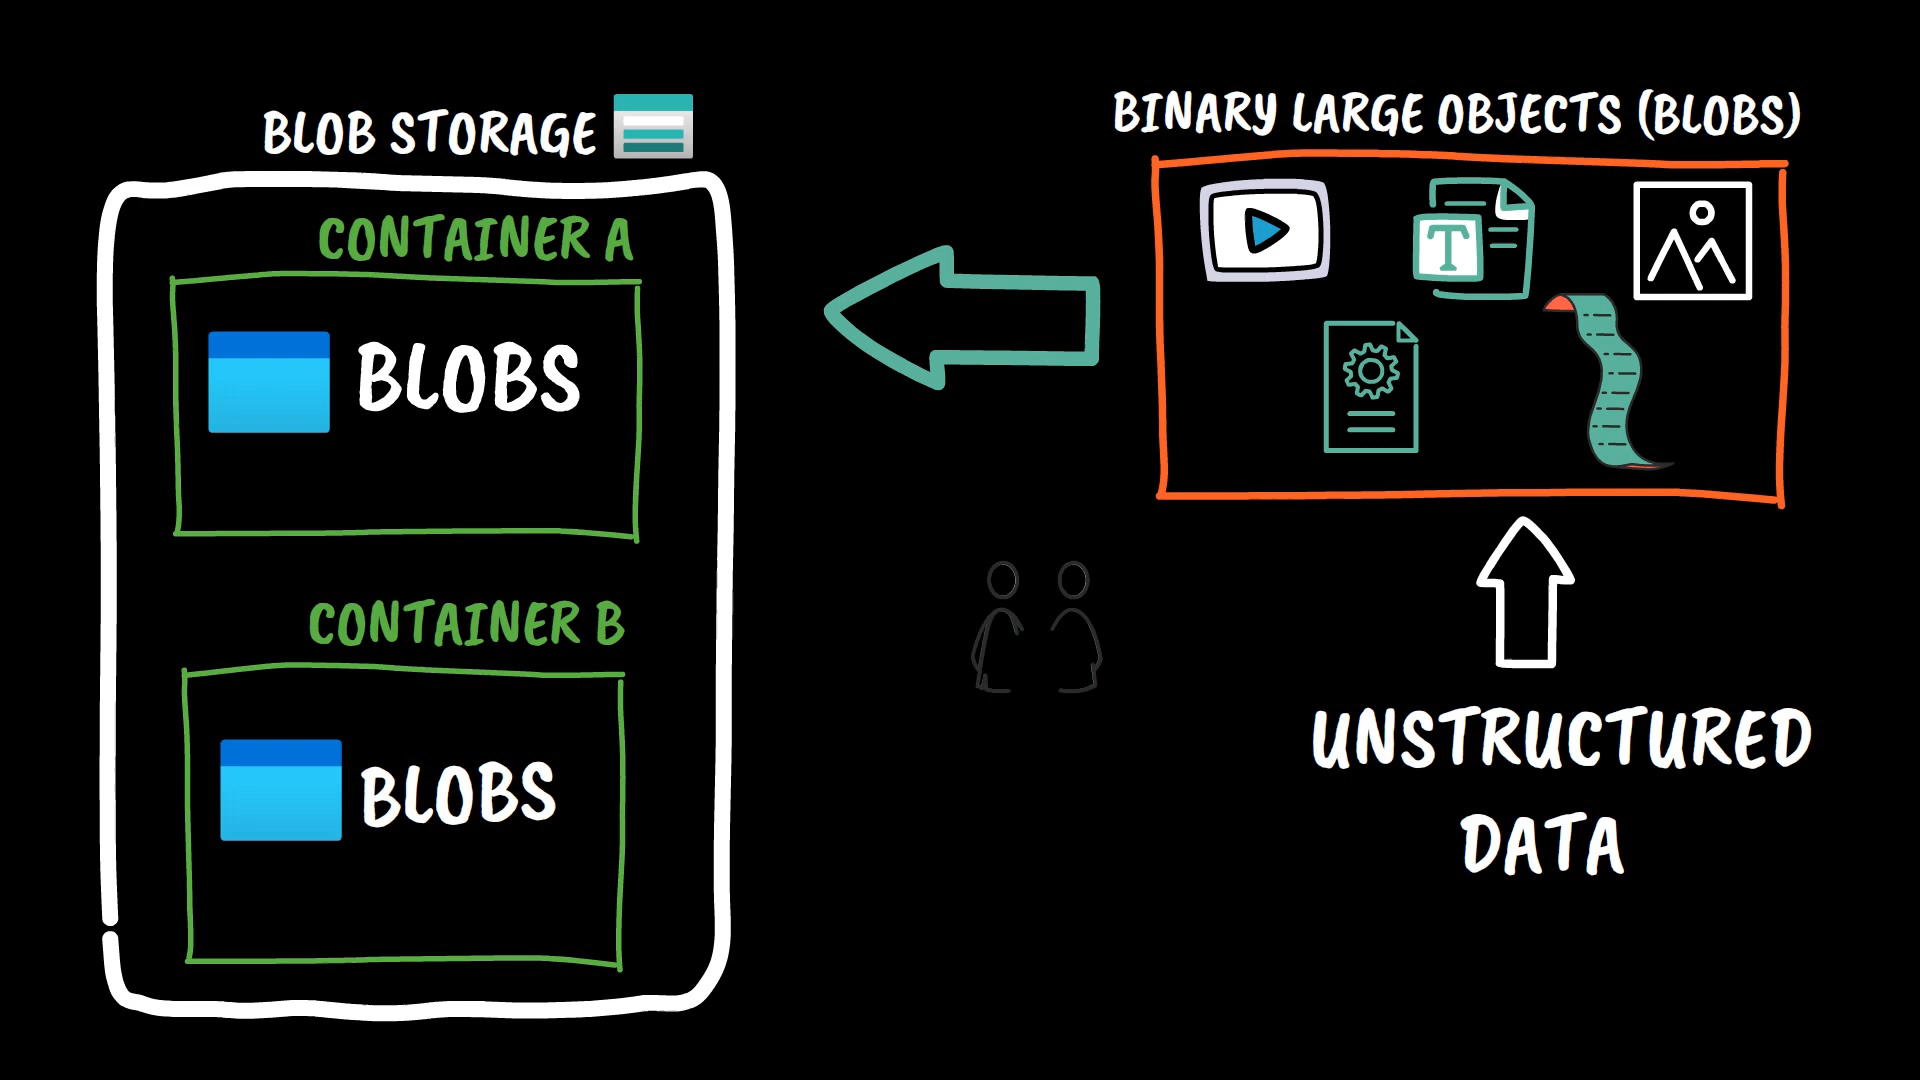 BLOB STORAGE
CONTAINER A
BLOBS
CONTAINER B
BLOBS
BINARY LARGE OBJECTS (BLOBS)
T
UNSTRUCTURED
DATA